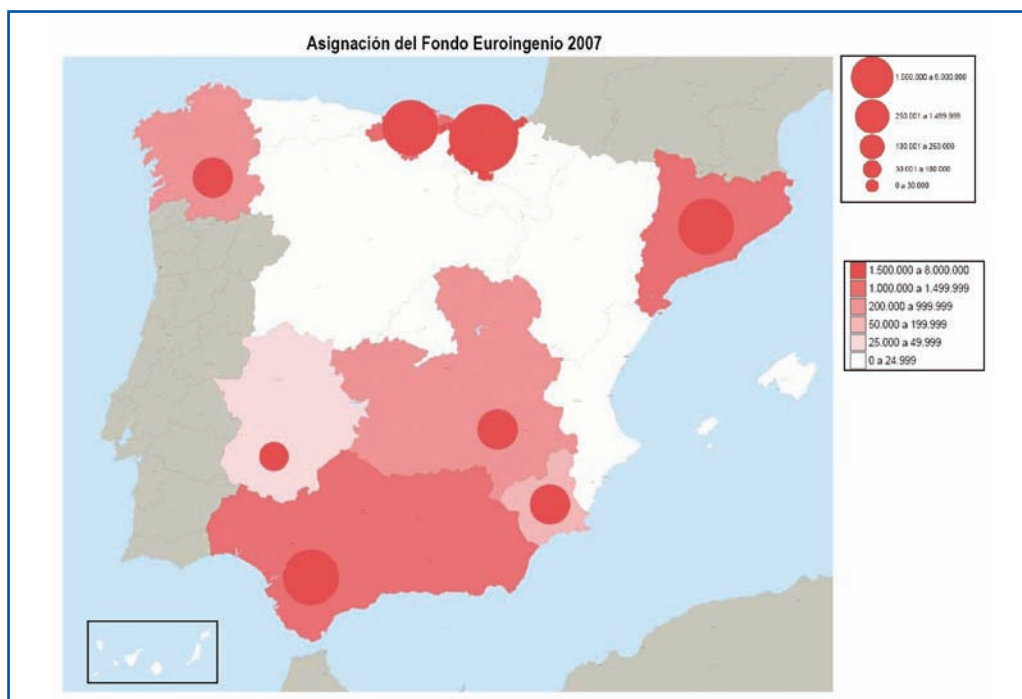 Asignación del Fondo Euroingenio 2007
1.500.000 a 8.000.000
250.001 a 1.499.999
100.001 a 250.000
30.001 a 100.000
0 a 30.000
1.500.000 a 8.000.000
1.000.000 a 1.499.999
200.000 a 999.999
50.000 a 199.999
25.000 a 49.999
0 a 24.999